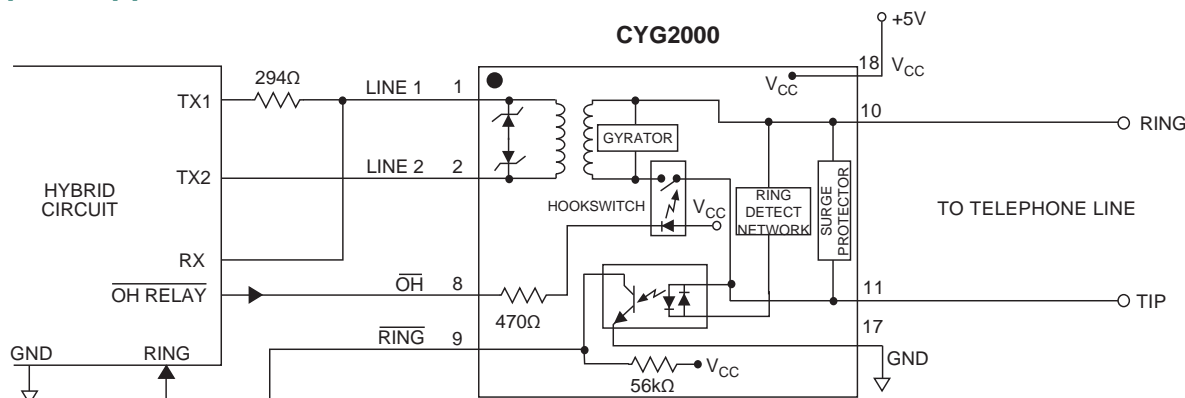 CYG2000
+5V
18
VCC
VCC
294Ω
TX1
LINE 1
1
10
RING
GYRATOR
TX2
LINE 2
2
HYBRID
CIRCUIT
HOOKSWITCH
VCC
RING
DETECT
NETWORK
SURGE
PROTECTOR
TO TELEPHONE LINE
RX
OH RELAY
OH
8
470Ω
11
TIP
RING
9
17
GND
GND
RING
56kΩ
VCC